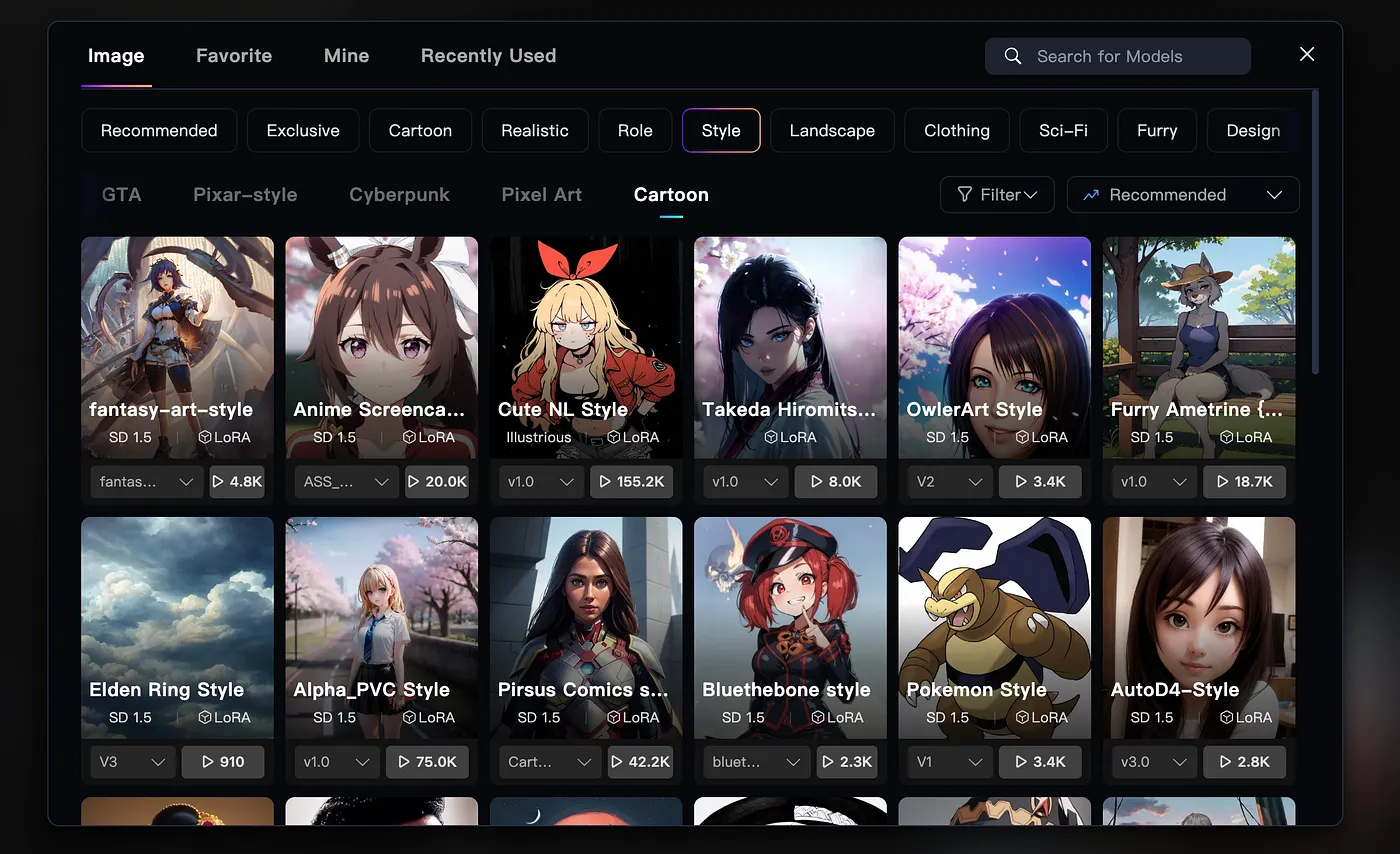 Image Favorite Mine Recently Used Search for Models
Recommended Exclusive Cartoon Realistic Role Style Landscape Clothing Sci-Fi Furry Design
GTA Pixar-style Cyberpunk Pixel Art Cartoon Filter Recommended
fantasy-art-style Anime Screenca... Cute NL Style Takeda Hiromits... OwlerArt Style Furry Ametrine {...
SD 1.5 LoRA SD 1.5 LoRA Illustrious LoRA LoRA SD 1.5 LoRA SD 1.5 LoRA
fantas... 4.8K ASS_... 20.0K v1.0 155.2K v1.0 8.0K V2 3.4K v1.0 18.7K
Elden Ring Style Alpha_PVC Style Pirsus Comics s... Bluethebone style Pokemon Style AutoD4-Style
SD 1.5 LoRA SD 1.5 LoRA SD 1.5 LoRA SD 1.5 LoRA SD 1.5 LoRA SD 1.5 LoRA
V3 910 v1.0 75.0K Cart... 42.2K bluet... 2.3K V1 3.4K v3.0 2.8K